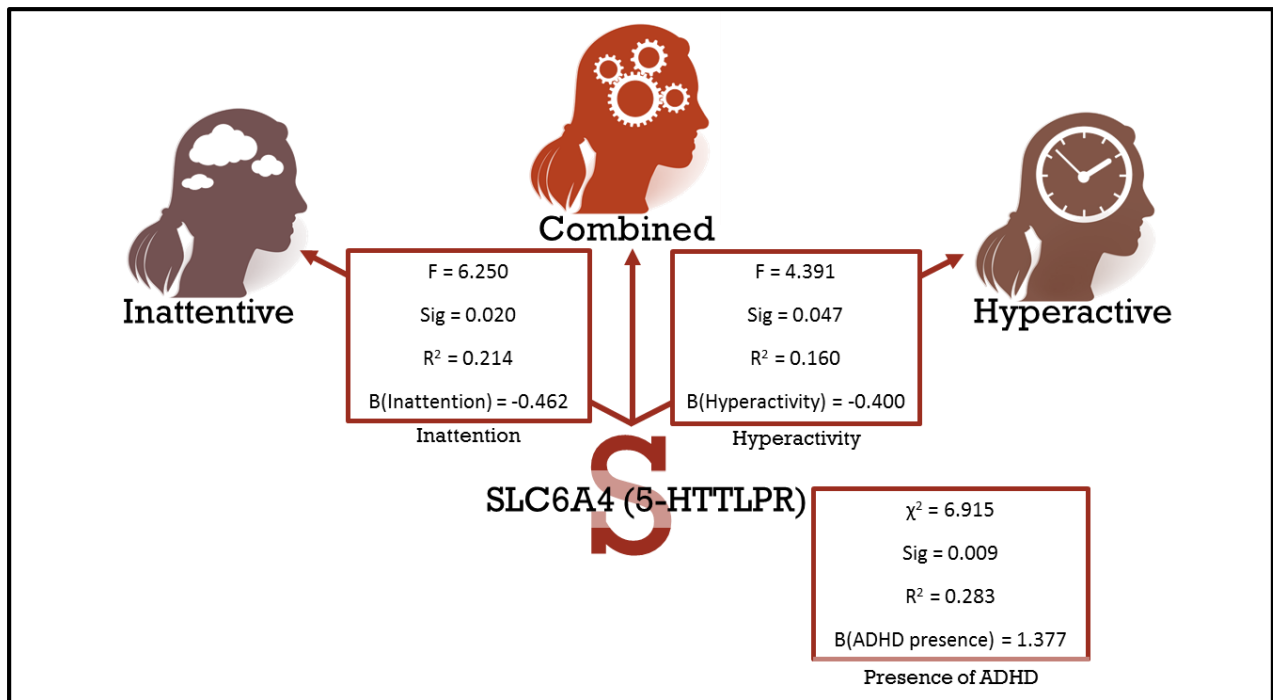 Combined
Inattentive
Hyperactive
F = 6.250
Sig = 0.020
R² = 0.214
B(Inattention) = -0.462
Inattention
F = 4.391
Sig = 0.047
R² = 0.160
B(Hyperactivity) = -0.400
Hyperactivity
S
SLC6A4 (5-HTTLPR)
χ² = 6.915
Sig = 0.009
R² = 0.283
B(ADHD presence) = 1.377
Presence of ADHD